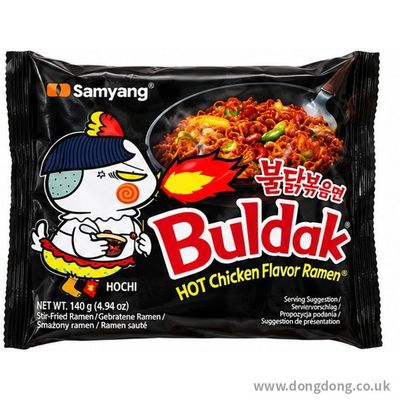 Samyang®
불닭볶음면
Buldak
HOT Chicken Flavor Ramen®
HOCHI
NET WT. 140 g (4.94 oz)
Stir-Fried Ramen / Gebratene Ramen /
Smażony ramen / Ramen sauté
Serving Suggestion /
Serviervorschlag /
Propozycja podania /
Suggestion de présentation
www.dongdong.co.uk